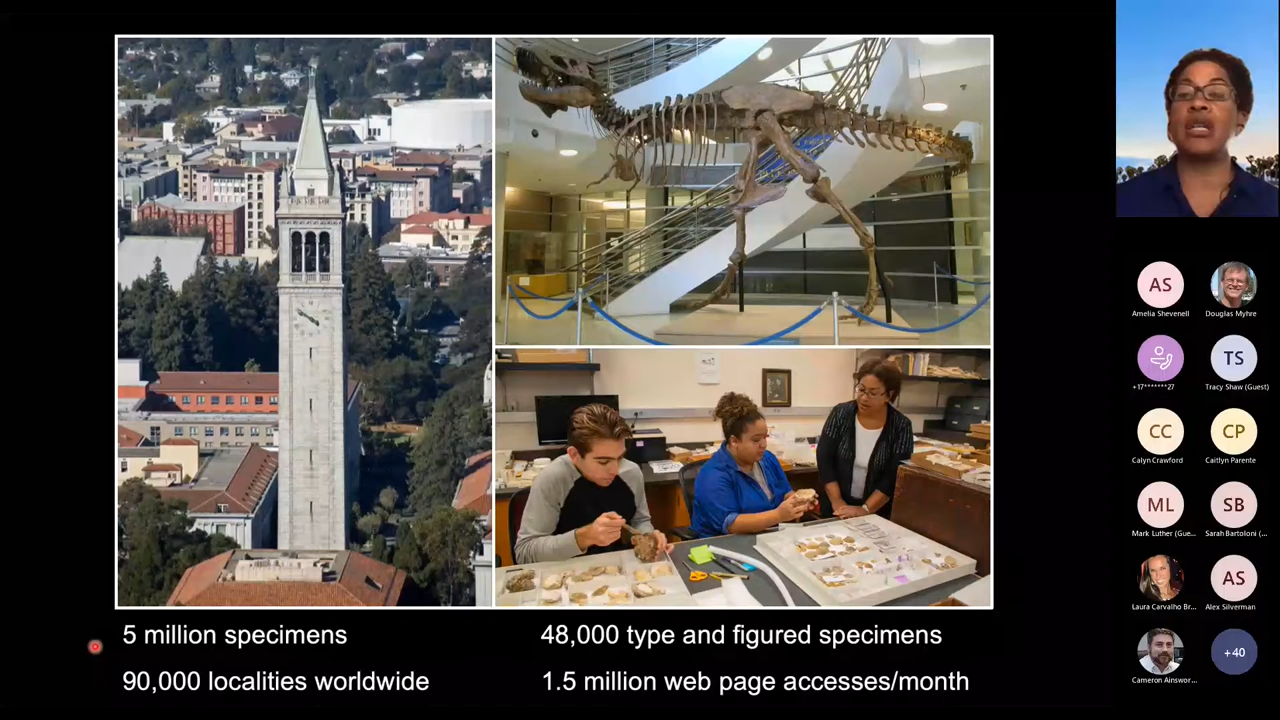 5 million specimens
48,000 type and figured specimens
90,000 localities worldwide
1.5 million web page accesses/month
AS
Amelia Shevenell
Douglas Myhre
+17*******27
TS
Tracy Shaw (Guest)
CC
Calyn Crawford
CP
Caitlyn Parente
ML
Mark Luther (Gue...
SB
Sarah Bartoloni (...
Laura Carvalho Br...
AS
Alex Silverman
Cameron Ainswor...
+40